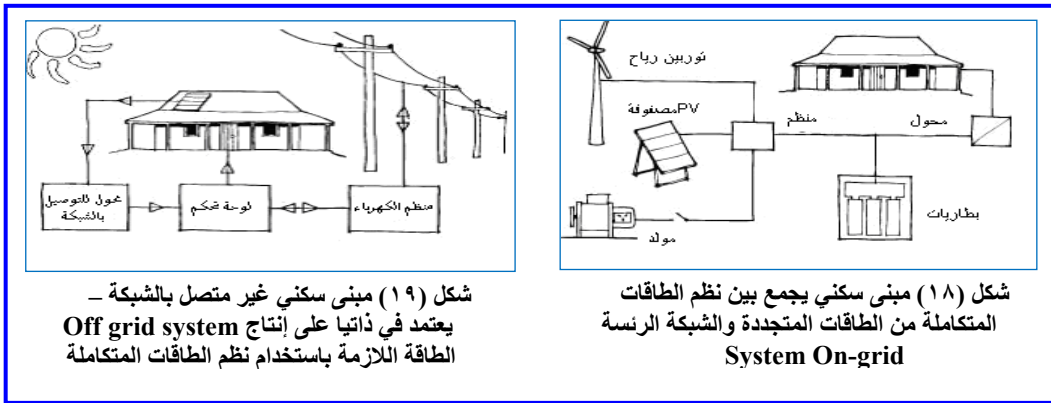 توربين رياح
مصفوفة PV
منظم
محول
مولد
بطاريات
شكل (١٨) مبنى سكني يجمع بين نظم الطاقات
المتكاملة من الطاقات المتجددة والشبكة الرئسة
System On-grid
محول للتوصيل
بالشبكة
لوحة تحكم
منظم الكهرباء
شكل (١٩) مبنى سكني غير متصل بالشبكة –
يعتمد في ذاتيا على إنتاج Off grid system
الطاقة اللازمة باستخدام نظم الطاقات المتكاملة